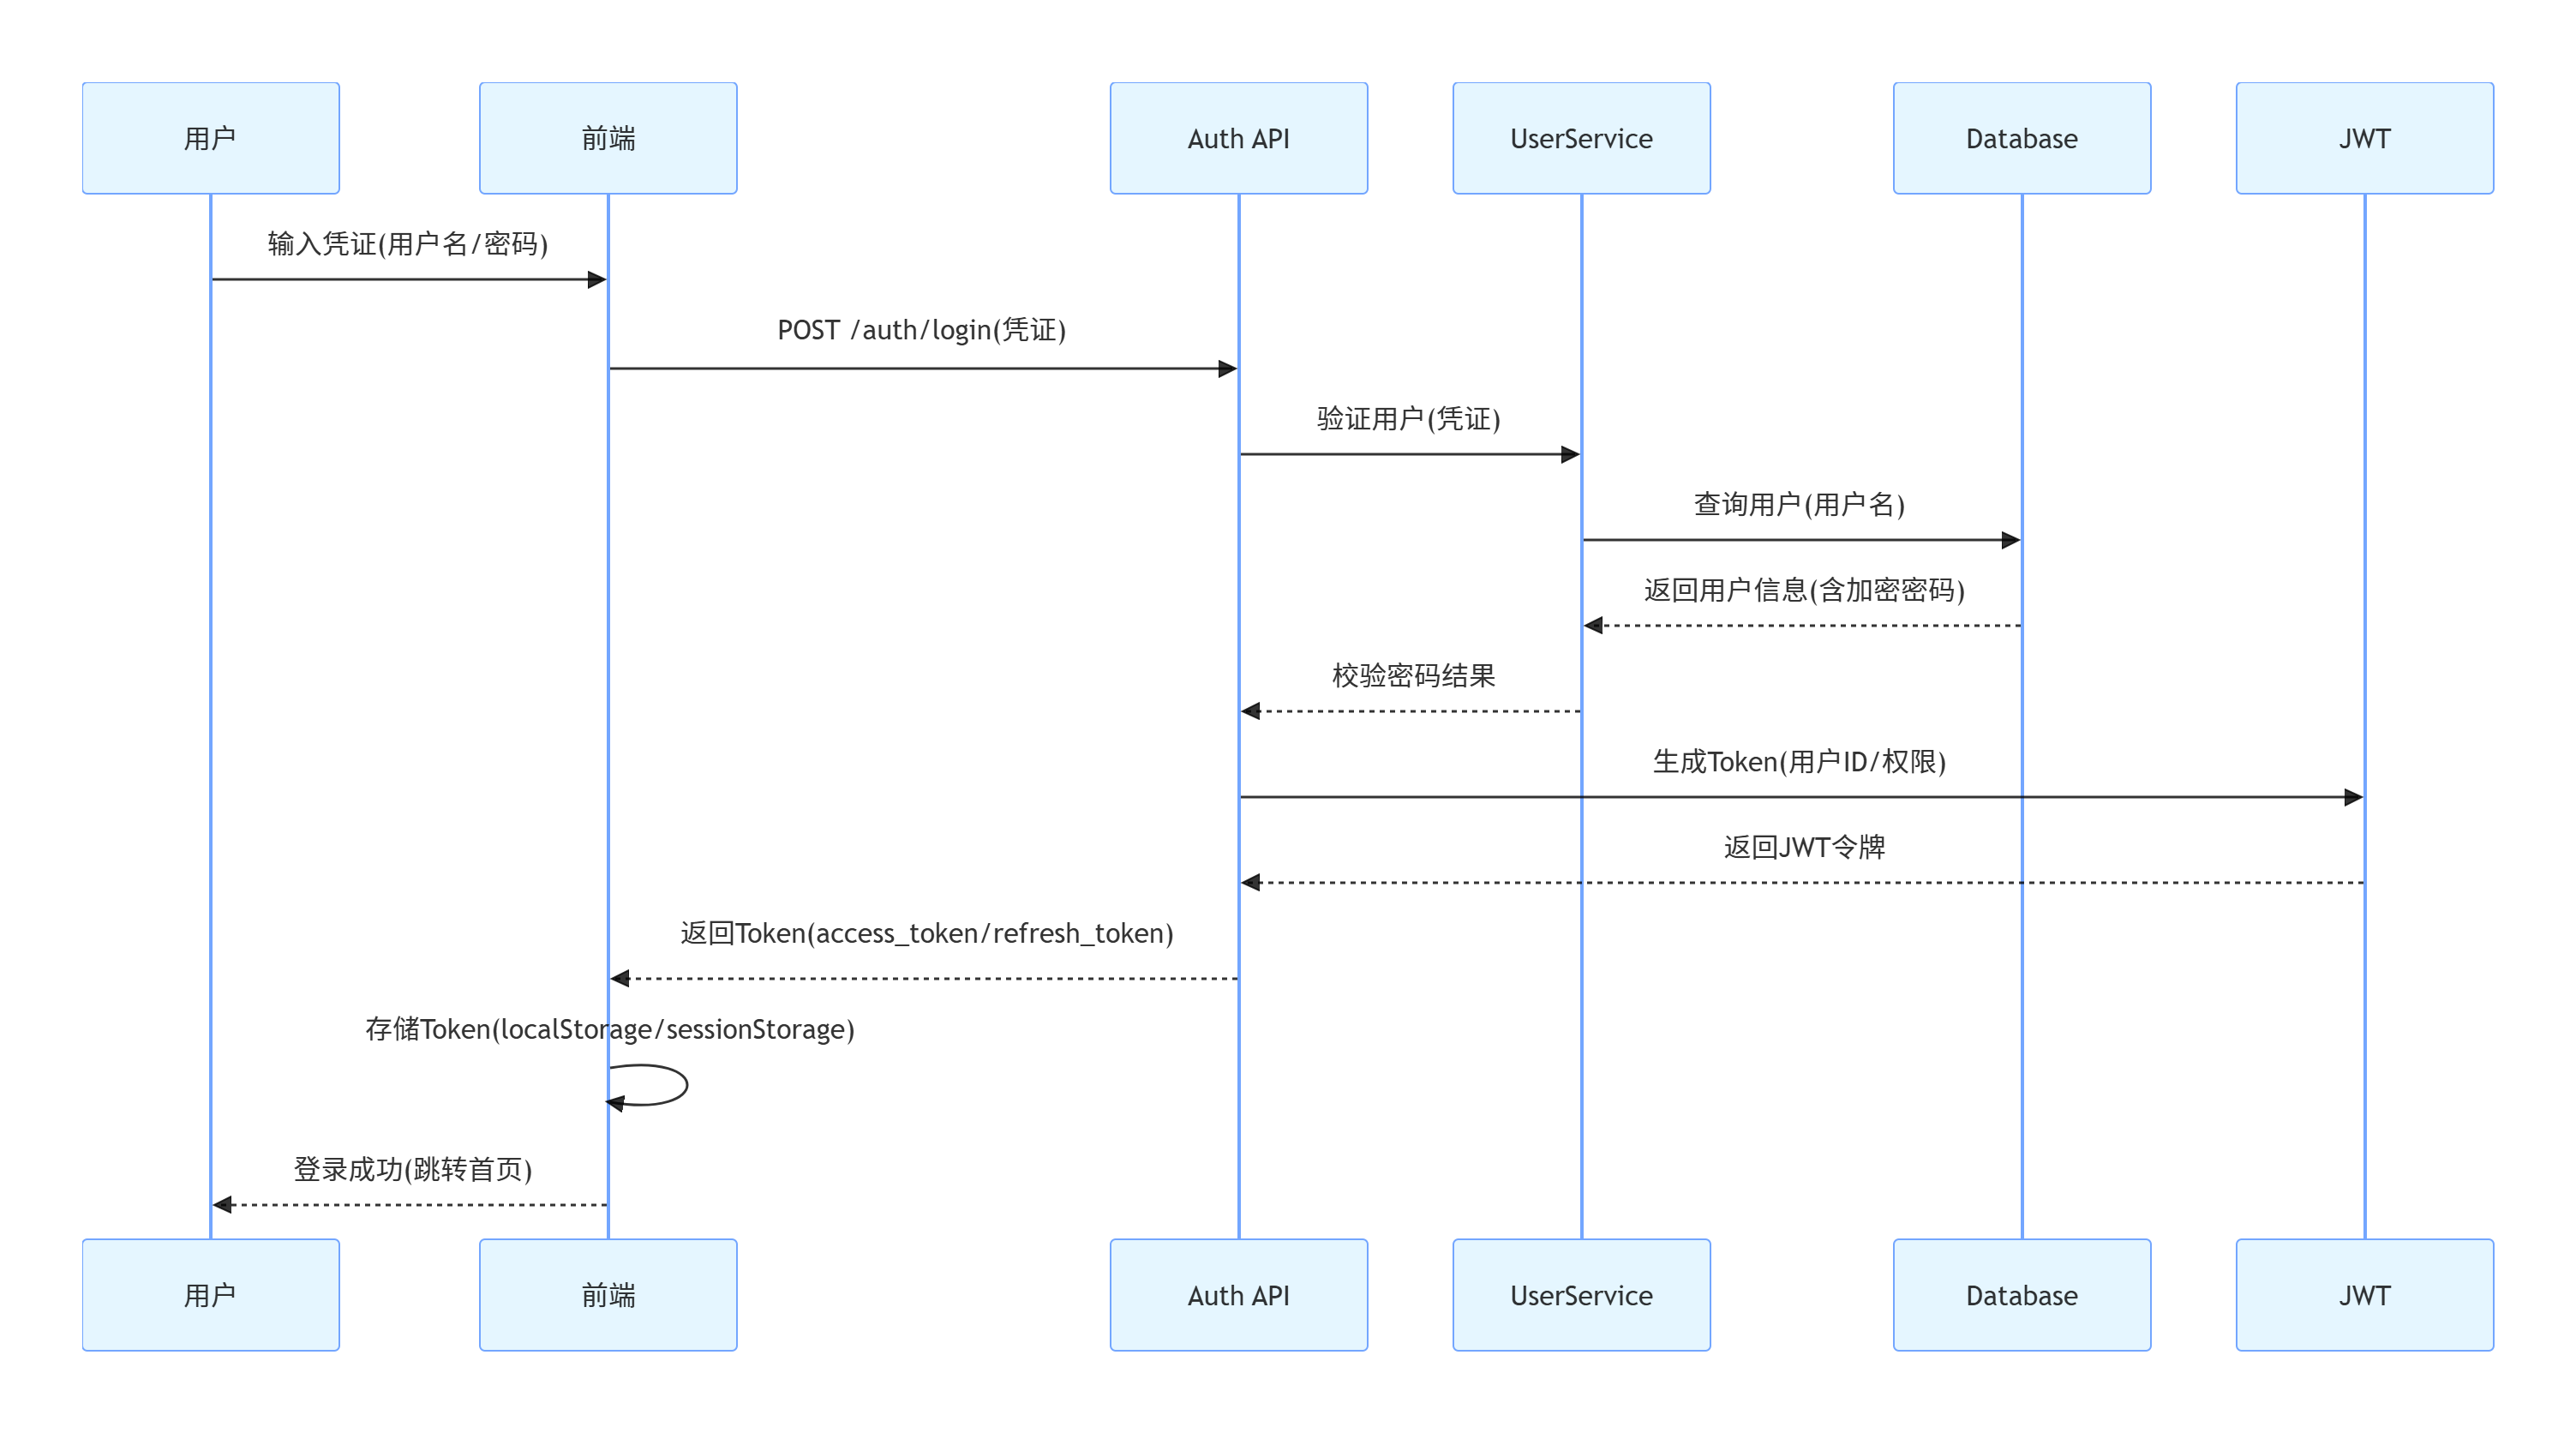 用户
前端
Auth API
UserService
Database
JWT
输入凭证(用户名/密码)
POST /auth/login(凭证)
验证用户(凭证)
查询用户(用户名)
返回用户信息(含加密密码)
校验密码结果
生成Token(用户ID/权限)
返回JWT令牌
返回Token(access_token/refresh_token)
存储Token(localStorage/sessionStorage)
登录成功(跳转首页)
用户
前端
Auth API
UserService
Database
JWT